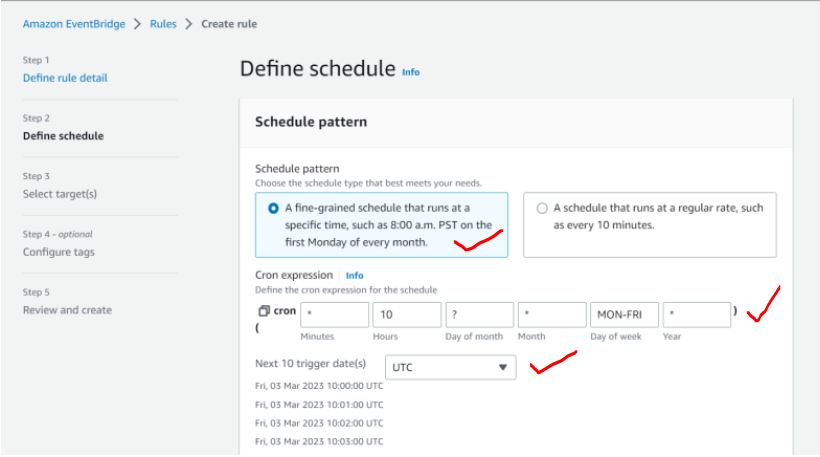 Amazon EventBridge > Rules > Create rule
Step 1
Define rule detail
Step 2
Define schedule
Step 3
Select target(s)
Step 4 - optional
Configure tags
Step 5
Review and create
Define schedule Info
Schedule pattern
Schedule pattern
Choose the schedule type that best meets your needs.
A fine-grained schedule that runs at a
specific time, such as 8:00 a.m. PST on the
first Monday of every month.
A schedule that runs at a regular rate, such
as every 10 minutes.
Cron expression Info
Define the cron expression for the schedule
cron ( * 10 ? * MON-FRI * )
Minutes Hours Day of month Month Day of week Year
Next 10 trigger date(s) UTC
Fri, 03 Mar 2023 10:00:00 UTC
Fri, 03 Mar 2023 10:01:00 UTC
Fri, 03 Mar 2023 10:02:00 UTC
Fri, 03 Mar 2023 10:03:00 UTC